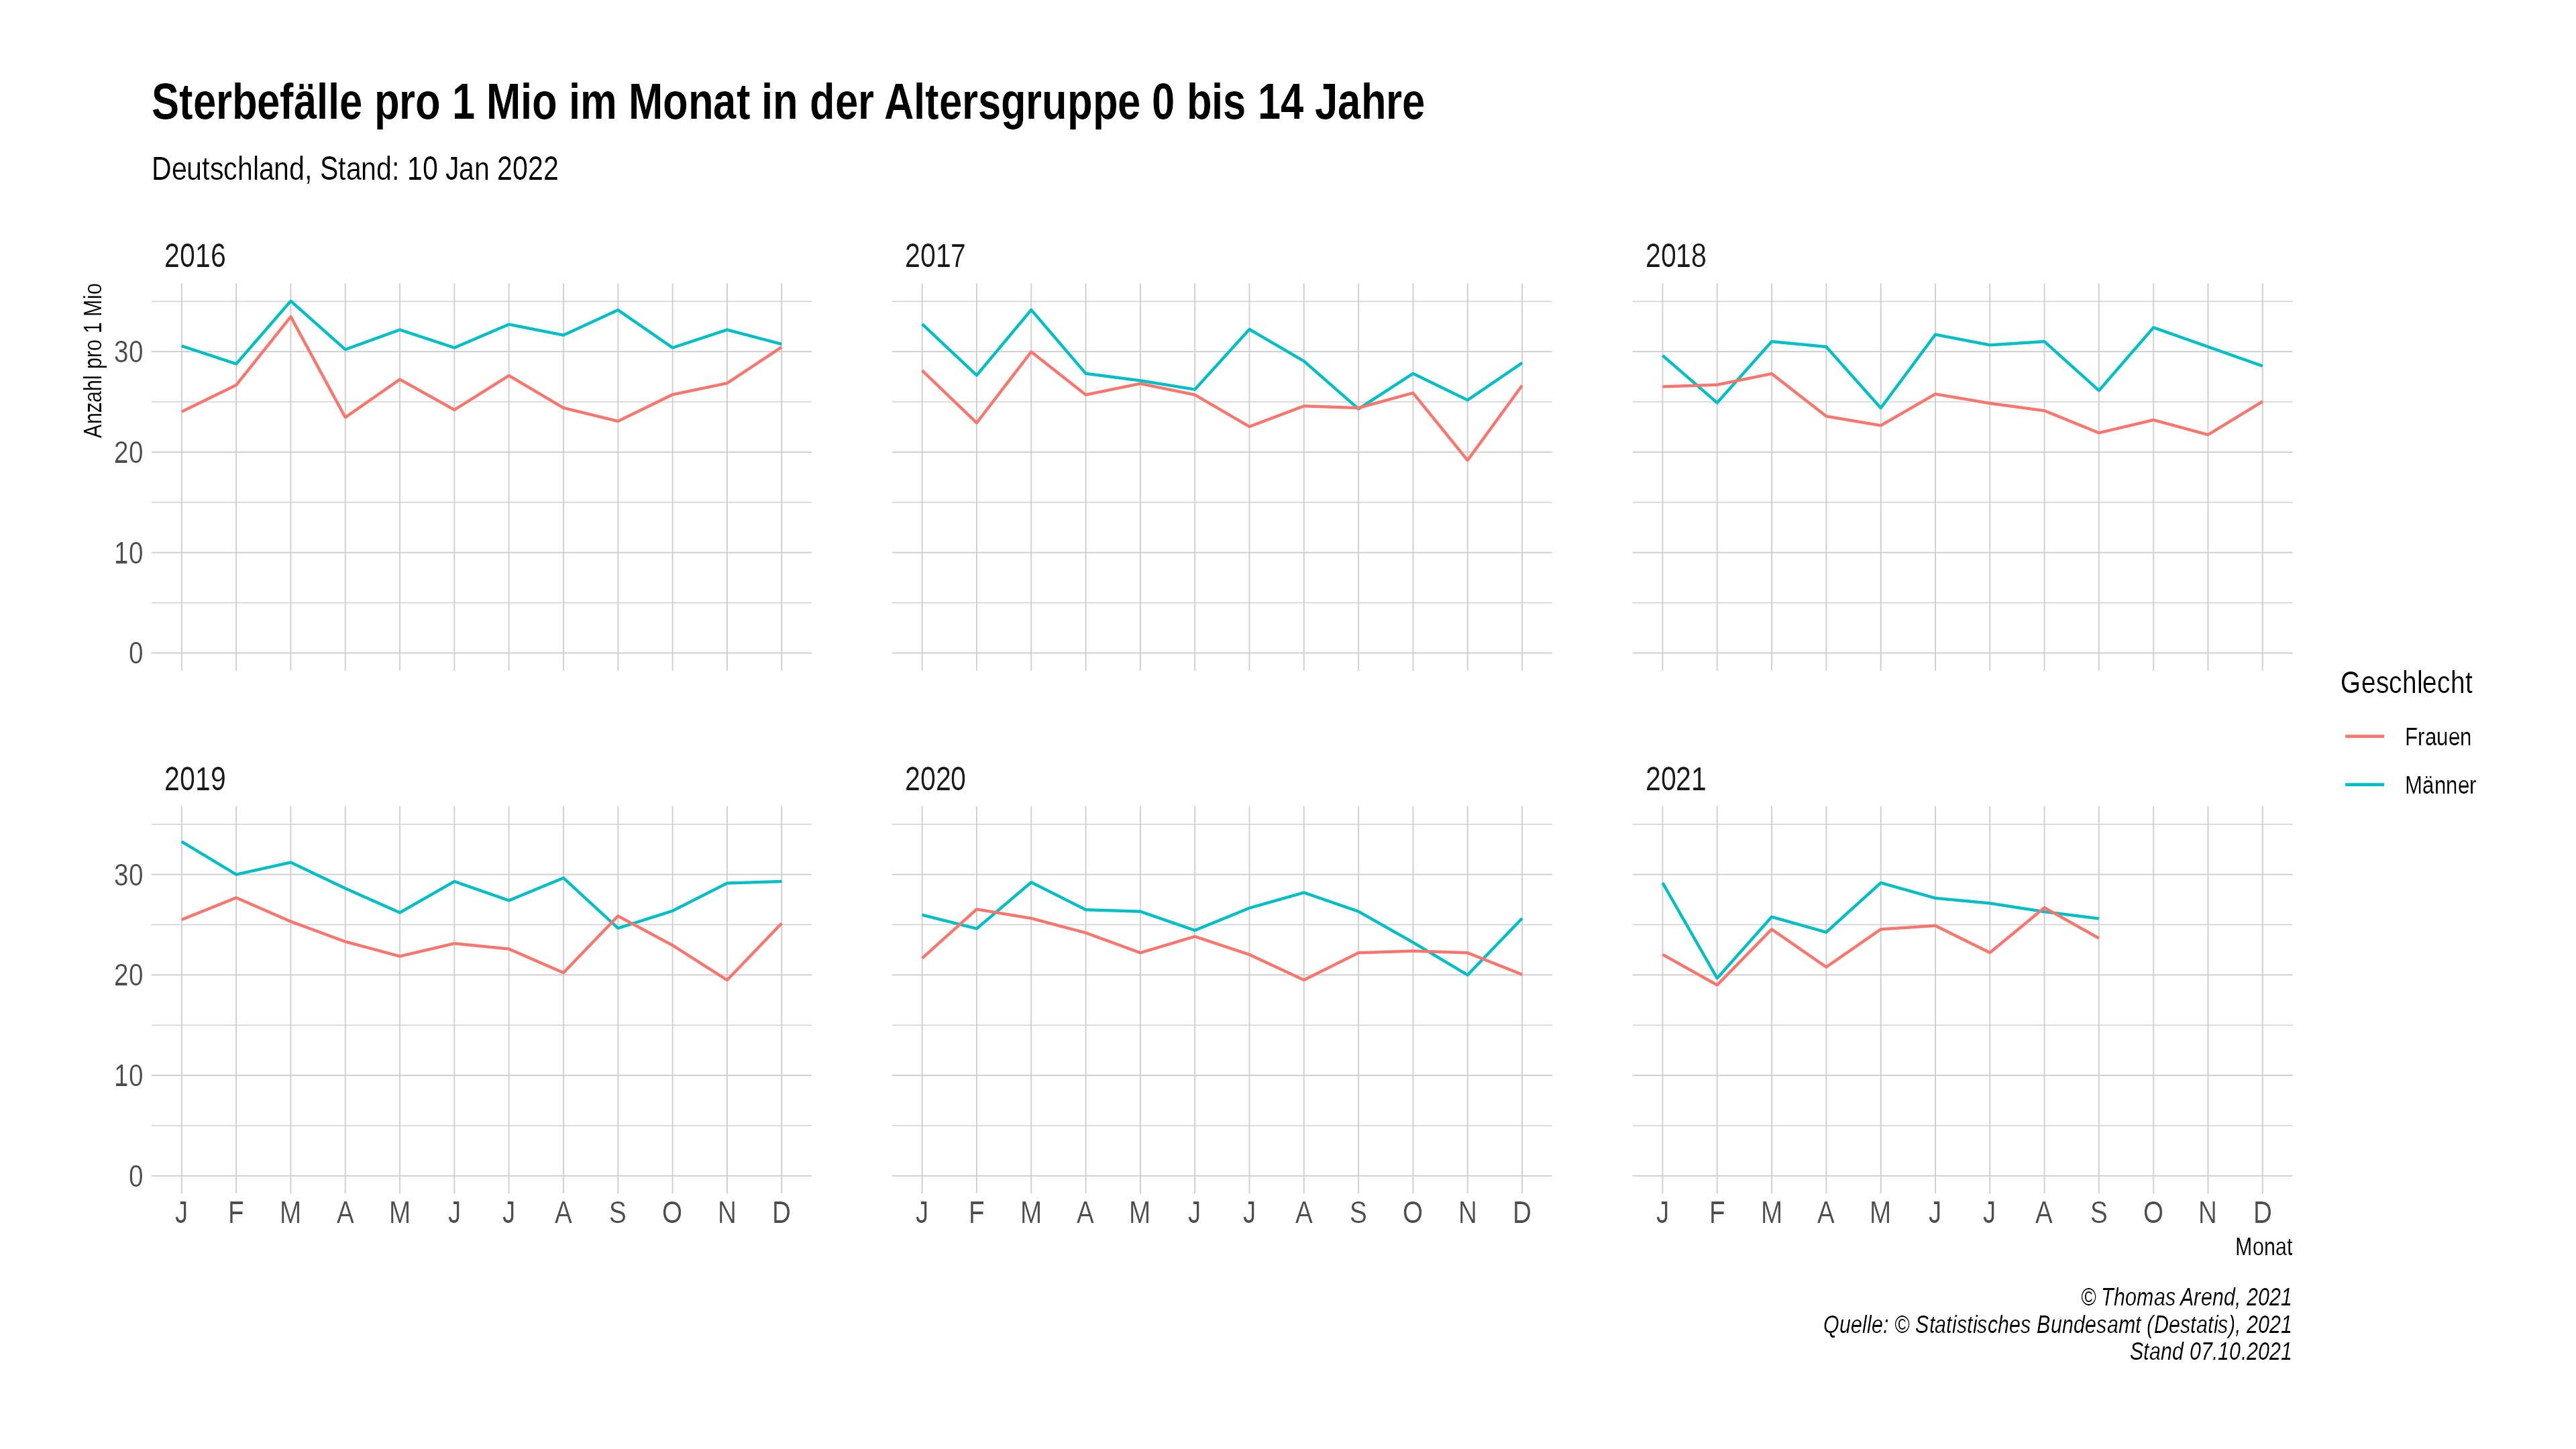 Sterbefälle pro 1 Mio im Monat in der Altersgruppe 0 bis 14 Jahre
Deutschland, Stand: 10 Jan 2022
2016
2017
2018
Anzahl pro 1 Mio
30
20
10
0
Geschlecht
Frauen
Männer
2019
2020
2021
30
20
10
0
J F M A M J J A S O N D
J F M A M J J A S O N D
J F M A M J J A S O N D
Monat
© Thomas Arend, 2021
Quelle: © Statistisches Bundesamt (Destatis), 2021
Stand 07.10.2021